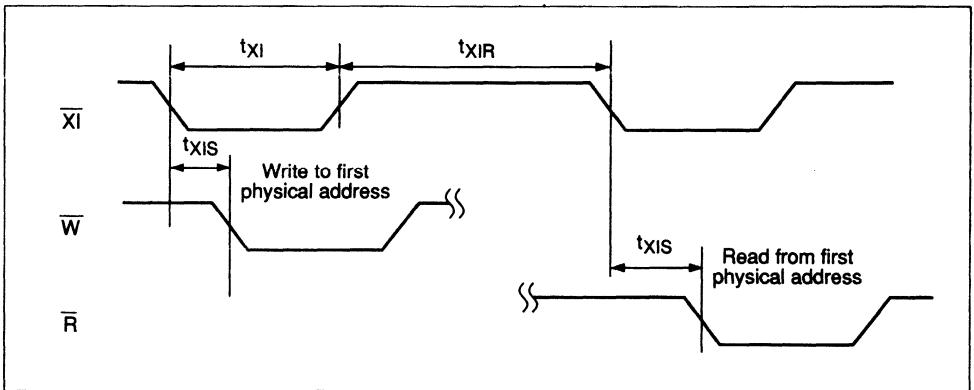 tXI
tXIR
XI
tXIS
Write to first
physical address
W
tXIS
Read from first
physical address
R